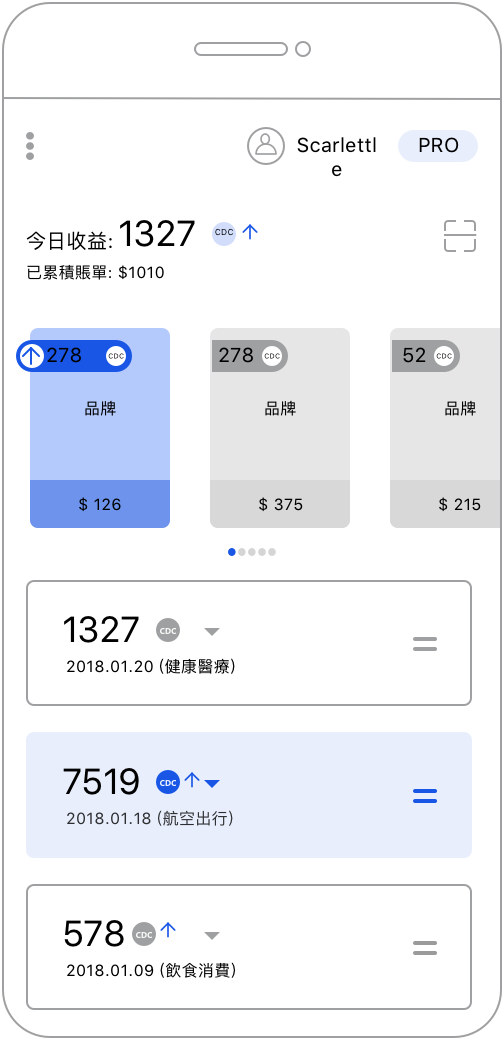 Scarlettl
e
PRO
今日收益: 1327 CDC
已累積賬單: $1010
278 CDC
278 CDC
52 CDC
品牌
品牌
品牌
$ 126
$ 375
$ 215
1327 CDC
2018.01.20 (健康醫療)
7519 CDC
2018.01.18 (航空出行)
578 CDC
2018.01.09 (飲食消費)